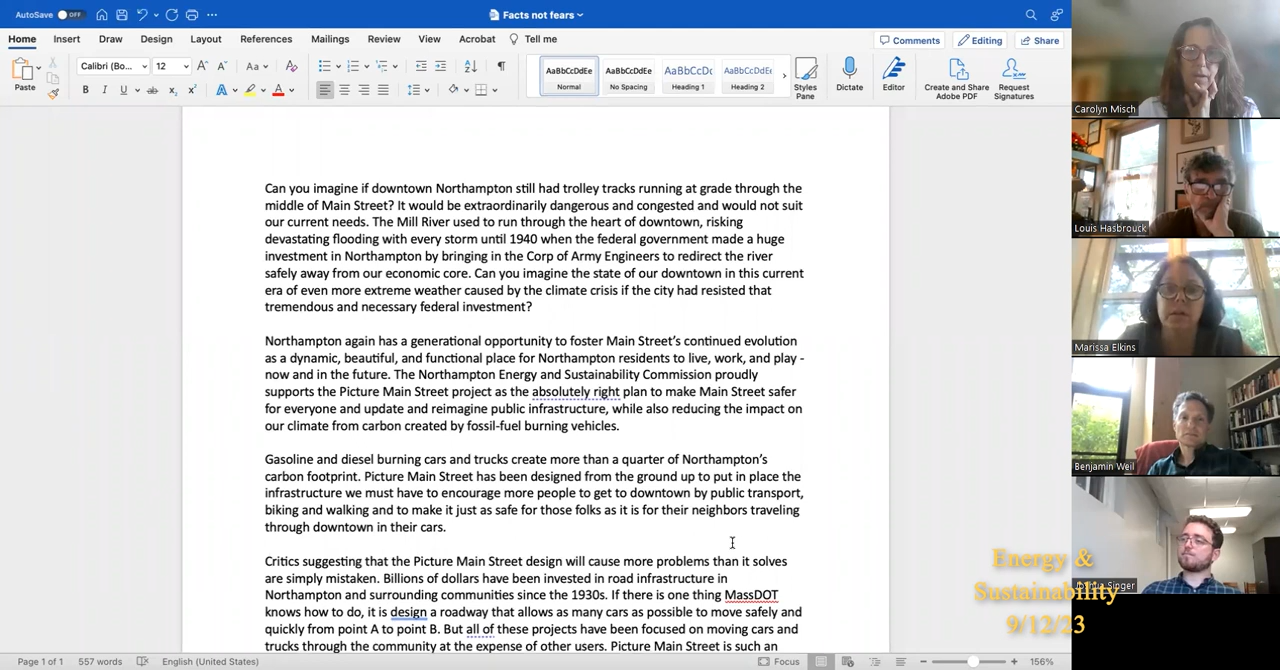 AutoSave OFF
Facts not fears
Home Insert Draw Design Layout References Mailings Review View Acrobat Tell me
Comments Editing Share
Paste
Calibri (Bo... 12
AaBbCcDdEe AaBbCcDdEe AaBbCcDc AaBbCcDdEe
Normal No Spacing Heading 1 Heading 2
Styles Pane
Dictate
Editor
Create and Share Adobe PDF
Request Signatures
Can you imagine if downtown Northampton still had trolley tracks running at grade through the
middle of Main Street? It would be extraordinarily dangerous and congested and would not suit
our current needs. The Mill River used to run through the heart of downtown, risking
devastating flooding with every storm until 1940 when the federal government made a huge
investment in Northampton by bringing in the Corp of Army Engineers to redirect the river
safely away from our economic core. Can you imagine the state of our downtown in this current
era of even more extreme weather caused by the climate crisis if the city had resisted that
tremendous and necessary federal investment?
Northampton again has a generational opportunity to foster Main Street's continued evolution
as a dynamic, beautiful, and functional place for Northampton residents to live, work, and play -
now and in the future. The Northampton Energy and Sustainability Commission proudly
supports the Picture Main Street project as the absolutely right plan to make Main Street safer
for everyone and update and reimagine public infrastructure, while also reducing the impact on
our climate from carbon created by fossil-fuel burning vehicles.
Gasoline and diesel burning cars and trucks create more than a quarter of Northampton's
carbon footprint. Picture Main Street has been designed from the ground up to put in place the
infrastructure we must have to encourage more people to get to downtown by public transport,
biking and walking and to make it just as safe for those folks as it is for their neighbors traveling
through downtown in their cars.
Critics suggesting that the Picture Main Street design will cause more problems than it solves
are simply mistaken. Billions of dollars have been invested in road infrastructure in
Northampton and surrounding communities since the 1930s. If there is one thing MassDOT
knows how to do, it is design a roadway that allows as many cars as possible to move safely and
quickly from point A to point B. But all of these projects have been focused on moving cars and
trucks through the community at the expense of other users. Picture Main Street is such an
Page 1 of 1 557 words English (United States) Focus 156%
Carolyn Misch
Louis Hasbrouck
Marissa Elkins
Benjamin Weil
Joshua Singer
Energy &
Sustainability
9/12/23